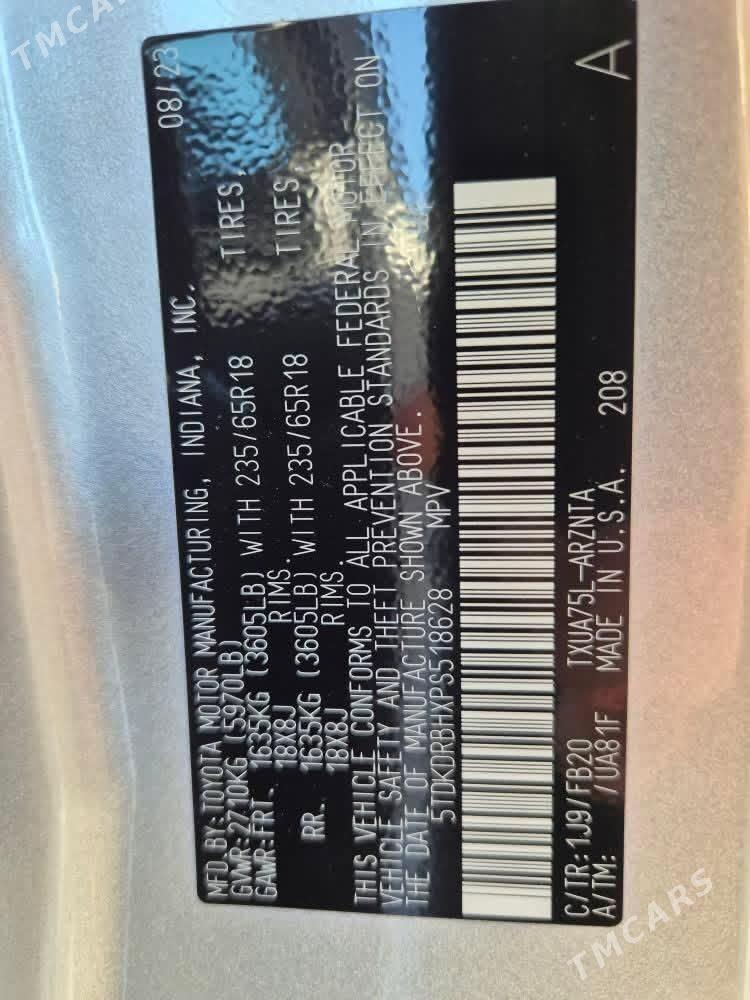 TMCARS
MFD.BY:TOYOTA MOTOR MANUFACTURING, INDIANA, INC. 08/23
GVWR:2710KG (5970LB)
GAWR:FRT. 1635KG (3605LB) WITH 235/65R18 TIRES,
18X8J RIMS.
RR. 1635KG (3605LB) WITH 235/65R18 TIRES
18X8J RIMS.
THIS VEHICLE CONFORMS TO ALL APPLICABLE FEDERAL MOTOR
VEHICLE SAFETY AND THEFT PREVENTION STANDARDS IN EFFECT ON
THE DATE OF MANUFACTURE SHOWN ABOVE.
5TDKDRBHXPS518628 MPV
C/TR:1J9/FB20 TXUA75L-ARZNTA A
A/TM: /UA81F MADE IN U.S.A. 208
TMCARS